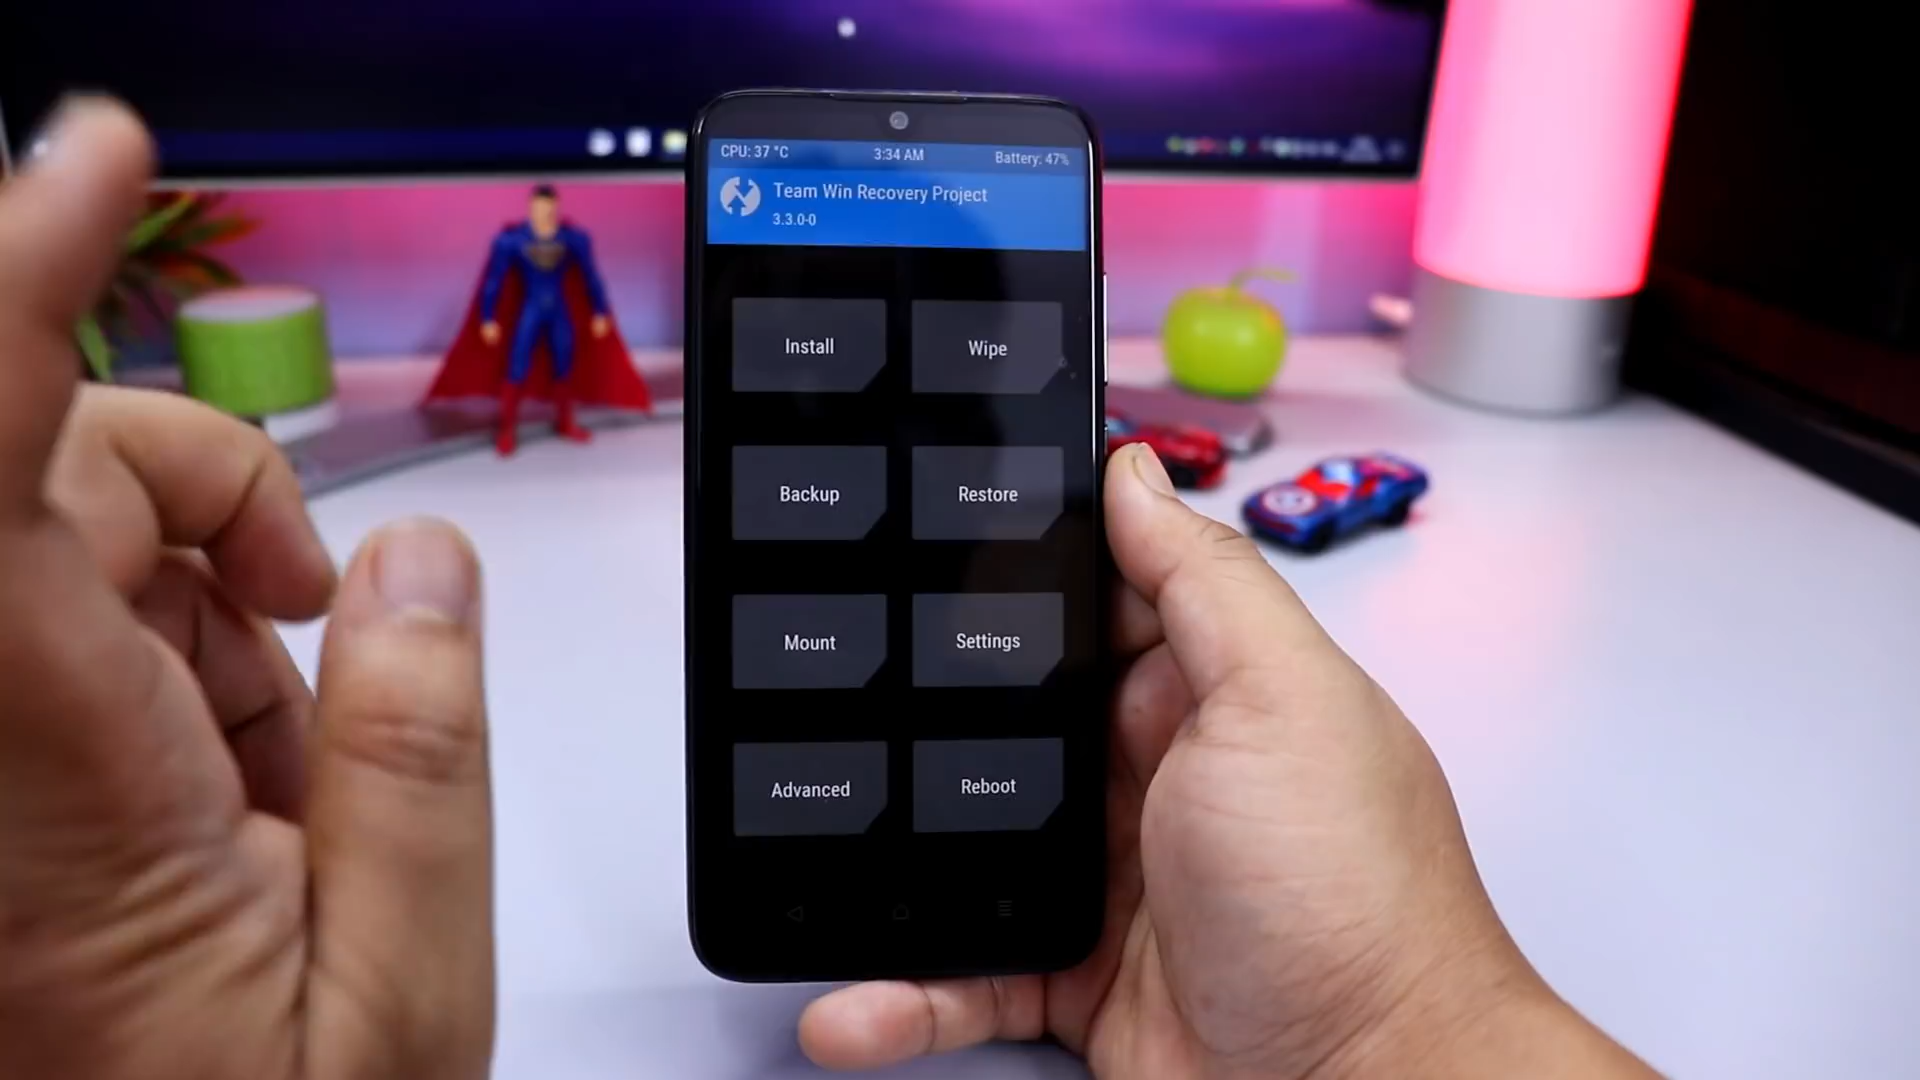 CPU: 37 °C 3:34 AM Battery: 47%
Team Win Recovery Project
3.3.0-0
Install Wipe
Backup Restore
Mount Settings
Advanced Reboot